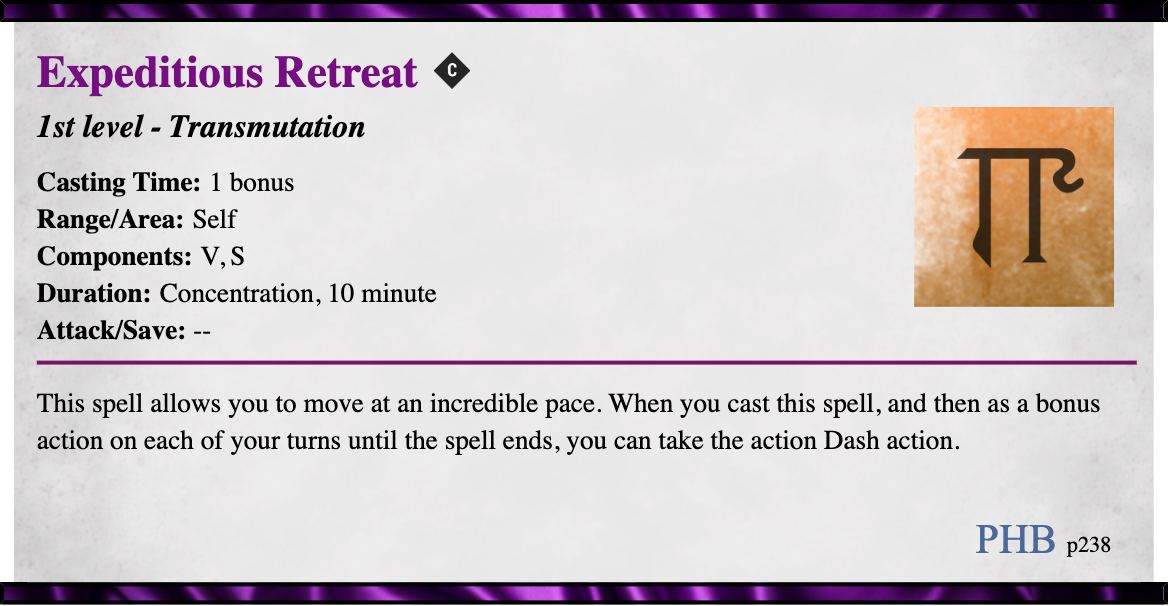 Expeditious Retreat C
1st level - Transmutation
Casting Time: 1 bonus
Range/Area: Self
Components: V, S
Duration: Concentration, 10 minute
Attack/Save: --
This spell allows you to move at an incredible pace. When you cast this spell, and then as a bonus
action on each of your turns until the spell ends, you can take the action Dash action.
PHB p238